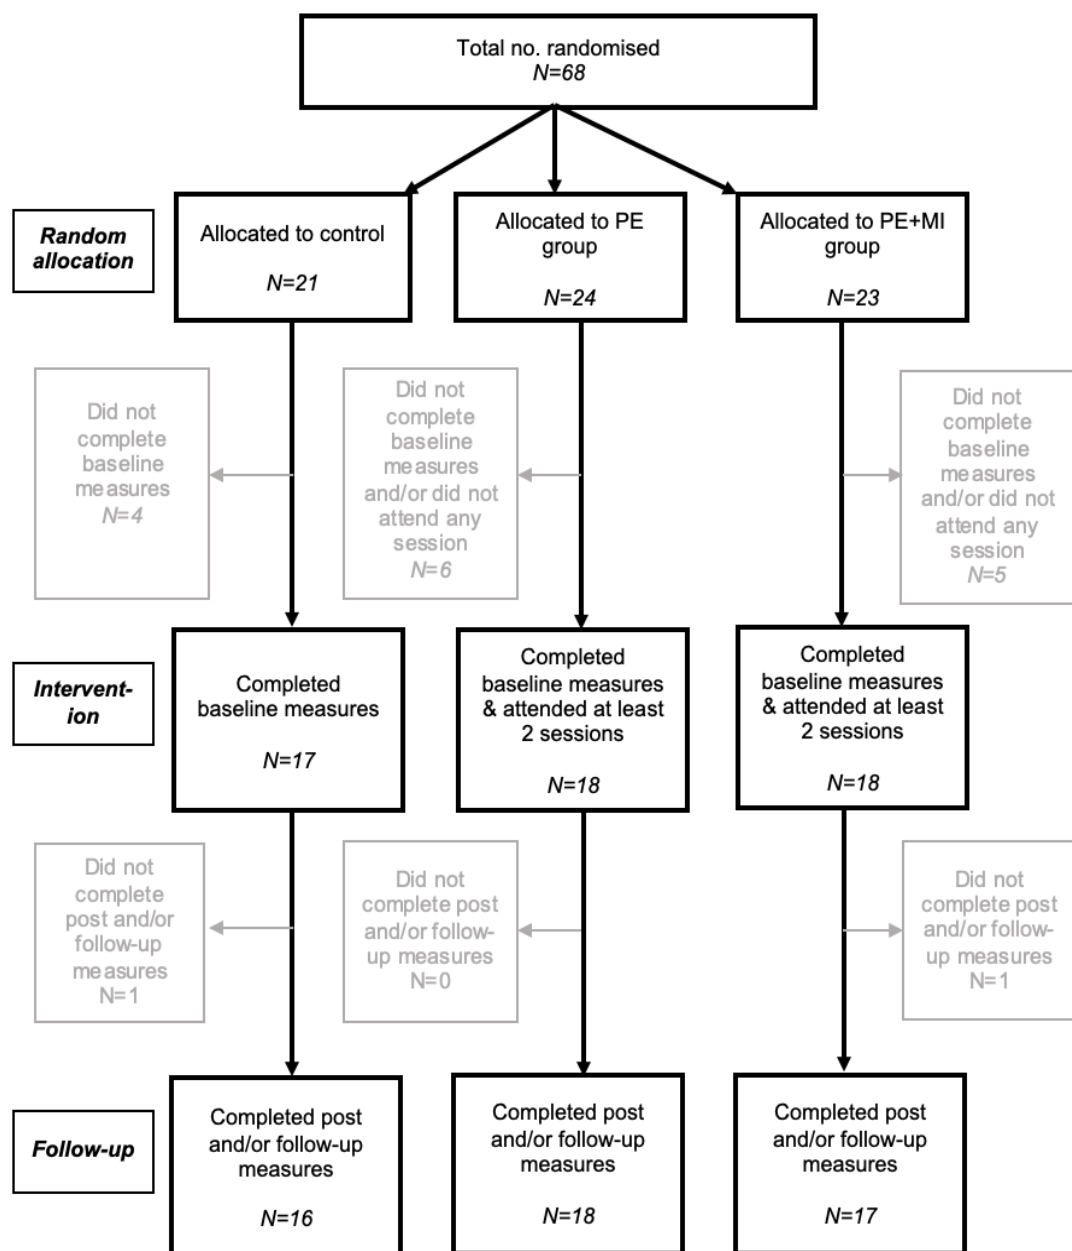 Total no. randomised
N=68
Random
allocation
Allocated to control
N=21
Allocated to PE
group
N=24
Allocated to PE+MI
group
N=23
Did not
complete
baseline
measures
N=4
Did not
complete
baseline
measures
and/or did not
attend any
session
N=6
Did not
complete
baseline
measures
and/or did not
attend any
session
N=5
Intervent-
ion
Completed
baseline measures
N=17
Completed
baseline measures
& attended at least
2 sessions
N=18
Completed
baseline measures
& attended at least
2 sessions
N=18
Did not
complete
post and/or
follow-up
measures
N=1
Did not
complete post
and/or follow-
up measures
N=0
Did not
complete post
and/or follow-
up measures
N=1
Follow-up
Completed post
and/or follow-up
measures
N=16
Completed post
and/or follow-up
measures
N=18
Completed post
and/or follow-up
measures
N=17